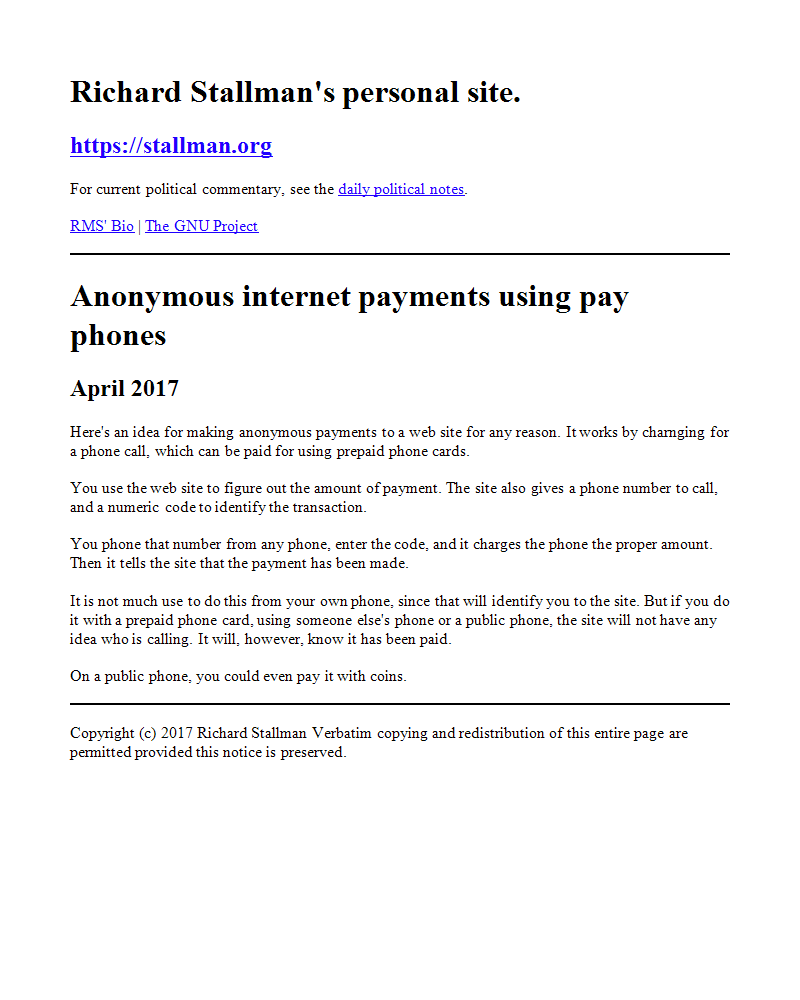 Richard Stallman's personal site.
https://stallman.org
For current political commentary, see the daily political notes.
RMS' Bio | The GNU Project
Anonymous internet payments using pay
phones
April 2017
Here's an idea for making anonymous payments to a web site for any reason. It works by charnging for
a phone call, which can be paid for using prepaid phone cards.
You use the web site to figure out the amount of payment. The site also gives a phone number to call,
and a numeric code to identify the transaction.
You phone that number from any phone, enter the code, and it charges the phone the proper amount.
Then it tells the site that the payment has been made.
It is not much use to do this from your own phone, since that will identify you to the site. But if you do
it with a prepaid phone card, using someone else's phone or a public phone, the site will not have any
idea who is calling. It will, however, know it has been paid.
On a public phone, you could even pay it with coins.
Copyright (c) 2017 Richard Stallman Verbatim copying and redistribution of this entire page are
permitted provided this notice is preserved.